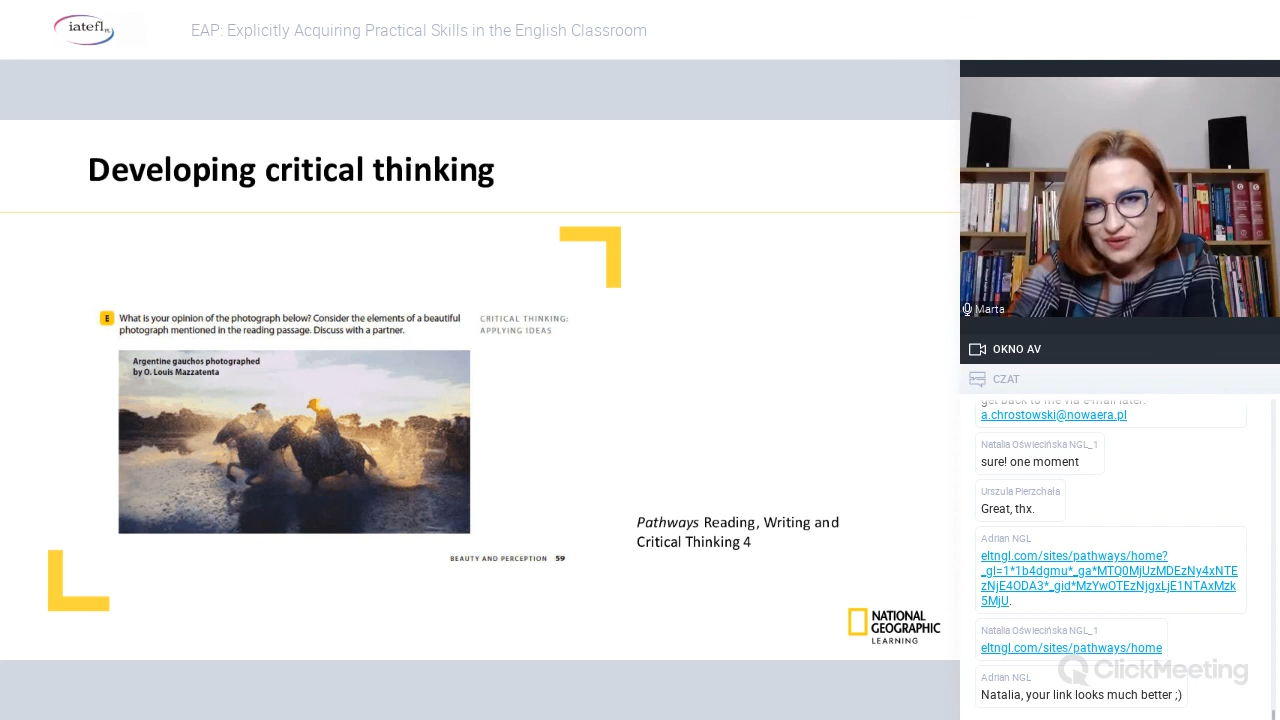 iatefl PL
EAP: Explicitly Acquiring Practical Skills in the English Classroom
Developing critical thinking
E What is your opinion of the photograph below? Consider the elements of a beautiful
photograph mentioned in the reading passage. Discuss with a partner.
CRITICAL THINKING:
APPLYING IDEAS
Argentine gauchos photographed
by O. Louis Mazzatenta
BEAUTY AND PERCEPTION 59
Pathways Reading, Writing and
Critical Thinking 4
NATIONAL
GEOGRAPHIC
LEARNING
Marta
OKNO AV
CZAT
get back to me via e-mail later.
a.chrostowski@nowaera.pl
Natalia Oświecińska NGL_1
sure! one moment
Urszula Pierzchała
Great, thx.
Adrian NGL
eltngl.com/sites/pathways/home?
_gl=1*1b4dgmu*_ga*MTQ0MjUzMDEzNy4xNTE
zNjE4ODA3*_gid*MzYwOTEzNjgxLjE1NTAxMzk
5MjU.
Natalia Oświecińska NGL_1
eltngl.com/sites/pathways/home
Adrian NGL
Natalia, your link looks much better ;)
ClickMeeting